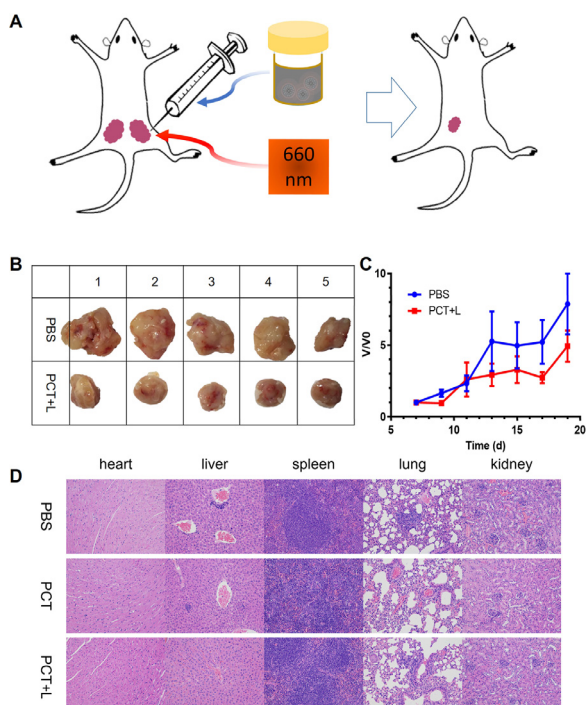 A
660
nm
B
1 2 3 4 5
PBS
PCT+L
C
PBS
PCT+L
V/V0
10
5
0
5 10 15 20
Time (d)
D
heart liver spleen lung kidney
PBS
PCT
PCT+L